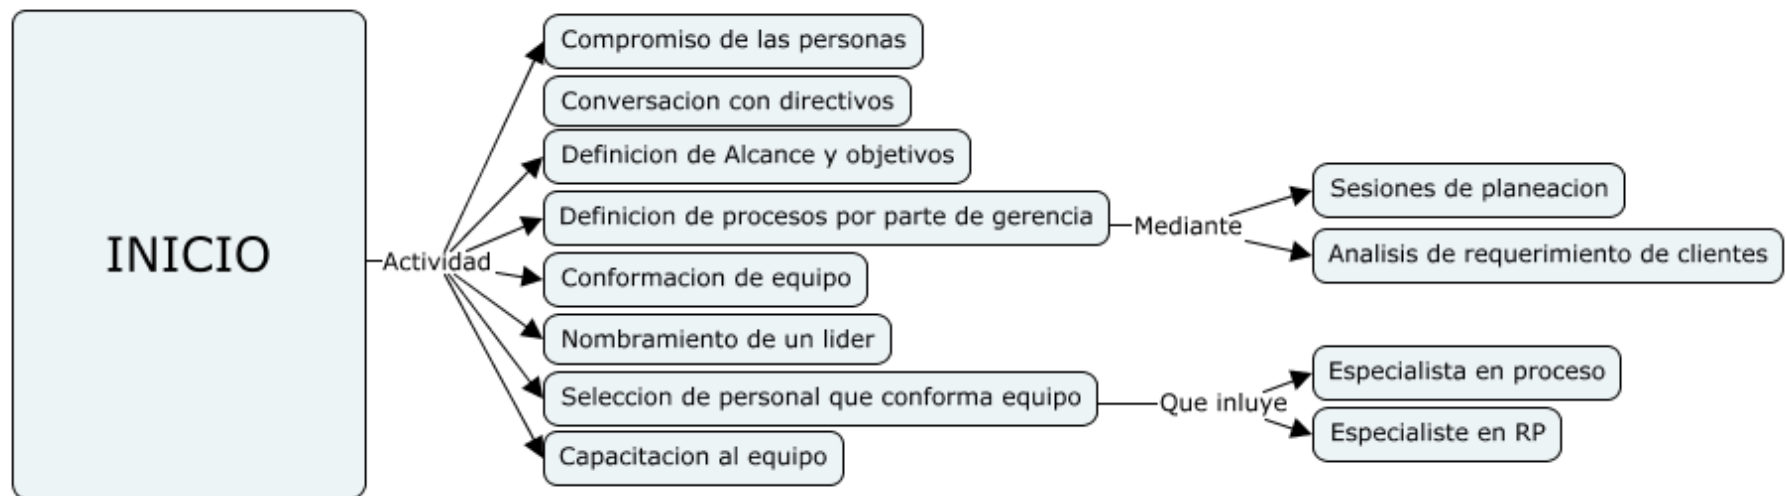 INICIO
Actividad
Compromiso de las personas
Conversacion con directivos
Definicion de Alcance y objetivos
Definicion de procesos por parte de gerencia
Mediante
Sesiones de planeacion
Analisis de requerimiento de clientes
Conformacion de equipo
Nombramiento de un lider
Seleccion de personal que conforma equipo
Que inluye
Especialista en proceso
Especialiste en RP
Capacitacion al equipo